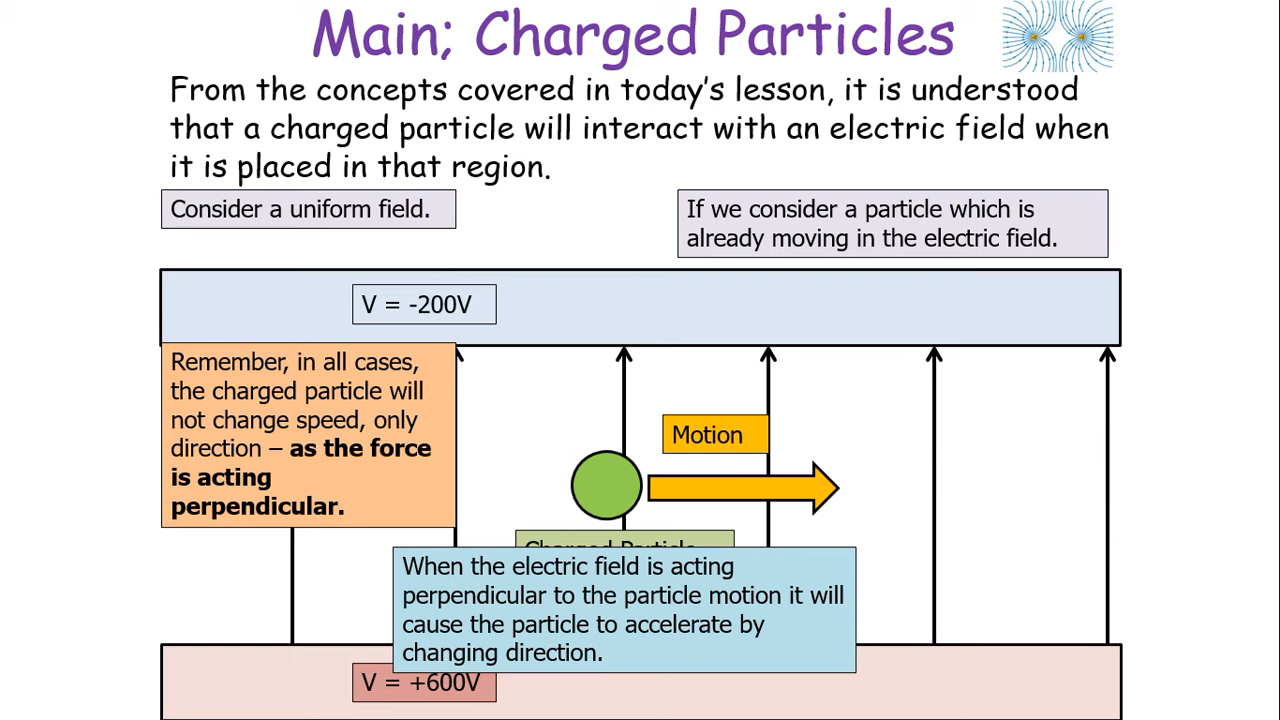 Main; Charged Particles
From the concepts covered in today's lesson, it is understood
that a charged particle will interact with an electric field when
it is placed in that region.
Consider a uniform field.
If we consider a particle which is
already moving in the electric field.
V = -200V
Remember, in all cases,
the charged particle will
not change speed, only
direction – as the force
is acting
perpendicular.
Motion
Charged Particle
When the electric field is acting
perpendicular to the particle motion it will
cause the particle to accelerate by
changing direction.
V = +600V